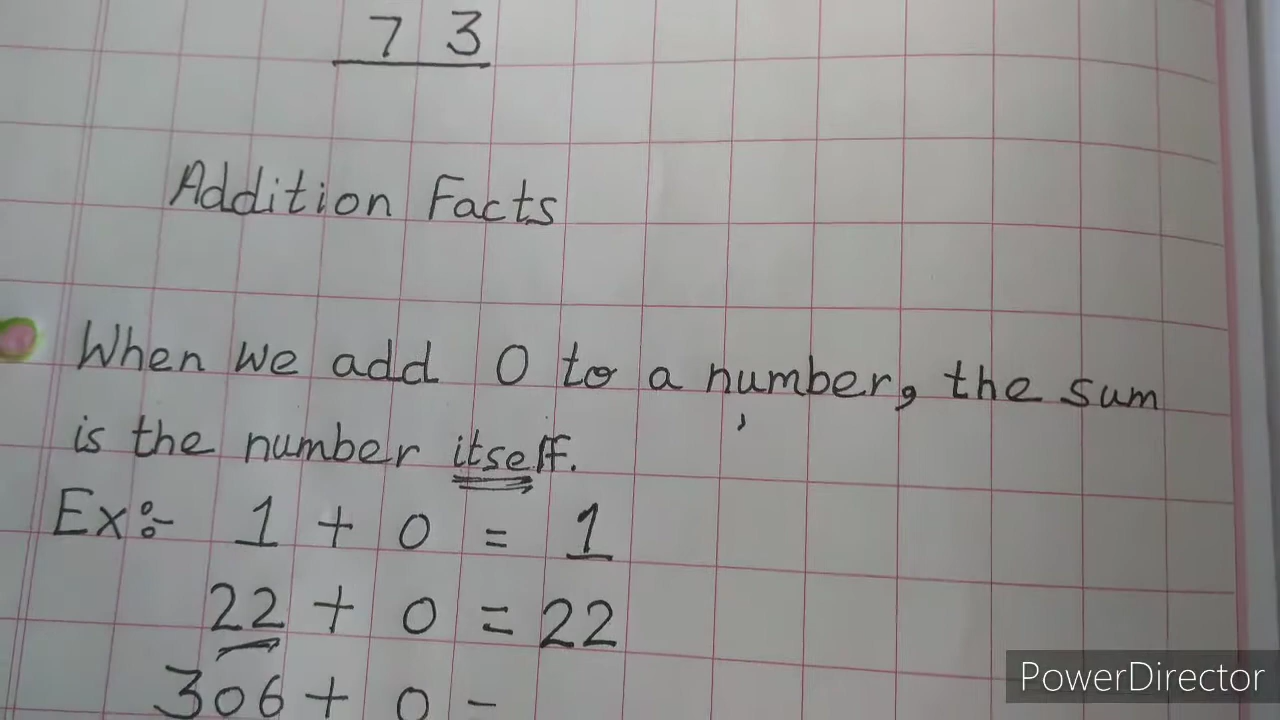 7 3
Addition Facts
When we add 0 to a number, the sum
is the number itself.
Ex:- 1 + 0 = 1
22 + 0 = 22
306 + 0 -
PowerDirector